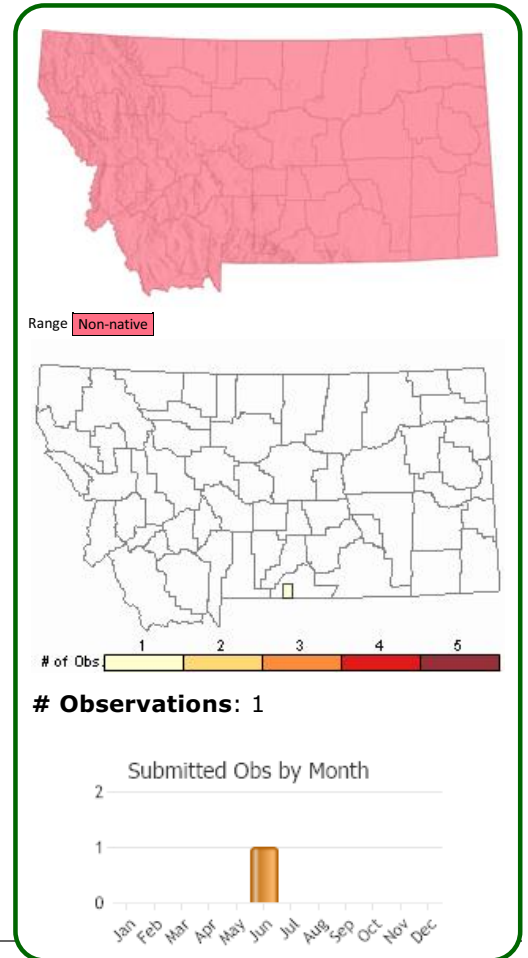 Range Non-native
1 2 3 4 5
# of Obs.
# Observations: 1
Submitted Obs by Month
2
1
0
Jan Feb Mar Apr May Jun Jul Aug Sep Oct Nov Dec